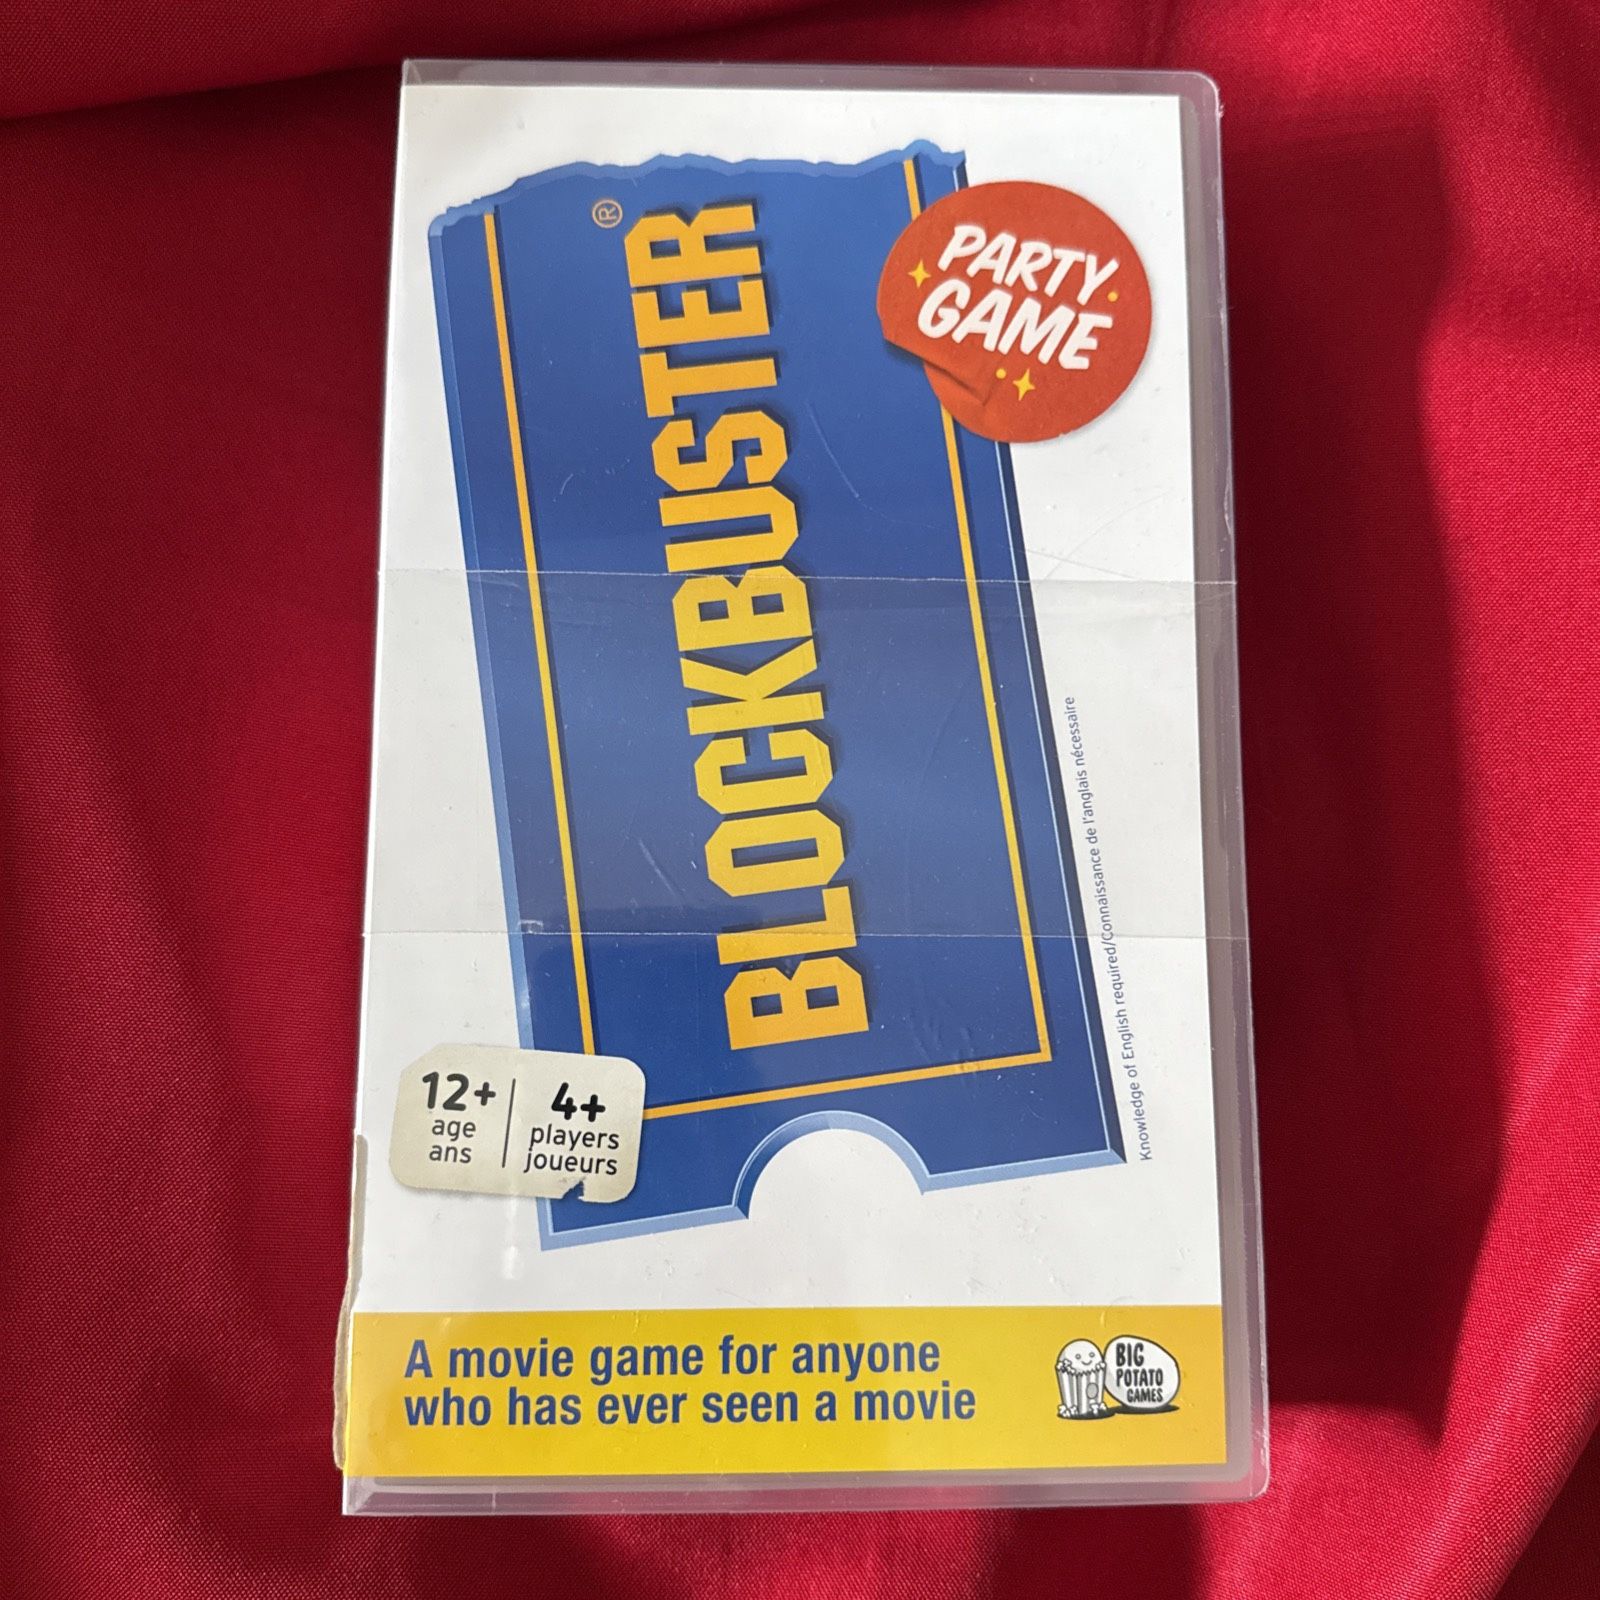 BLOCKBUSTER®
PARTY
GAME
Knowledge of English required/Connaissance de l'anglais nécessaire
12+
age
ans
4+
players
joueurs
A movie game for anyone
who has ever seen a movie
BIG
POTATO
GAMES